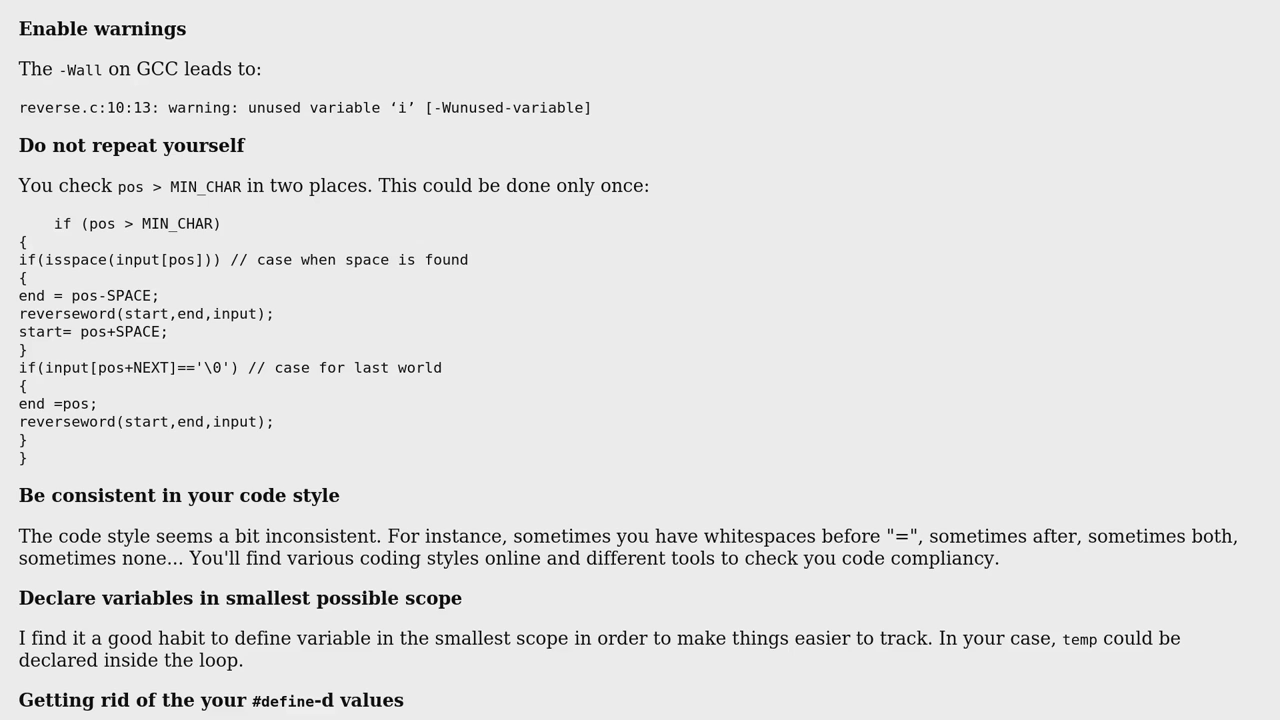 Enable warnings
The -Wall on GCC leads to:
reverse.c:10:13: warning: unused variable ‘i’ [-Wunused-variable]
Do not repeat yourself
You check pos > MIN_CHAR in two places. This could be done only once:
    if (pos > MIN_CHAR)
{
if(isspace(input[pos])) // case when space is found
{
end = pos-SPACE;
reverseword(start,end,input);
start= pos+SPACE;
}
if(input[pos+NEXT]=='\0') // case for last world
{
end =pos;
reverseword(start,end,input);
}
}
Be consistent in your code style
The code style seems a bit inconsistent. For instance, sometimes you have whitespaces before "=", sometimes after, sometimes both,
sometimes none... You'll find various coding styles online and different tools to check you code compliancy.
Declare variables in smallest possible scope
I find it a good habit to define variable in the smallest scope in order to make things easier to track. In your case, temp could be
declared inside the loop.
Getting rid of the your #define-d values